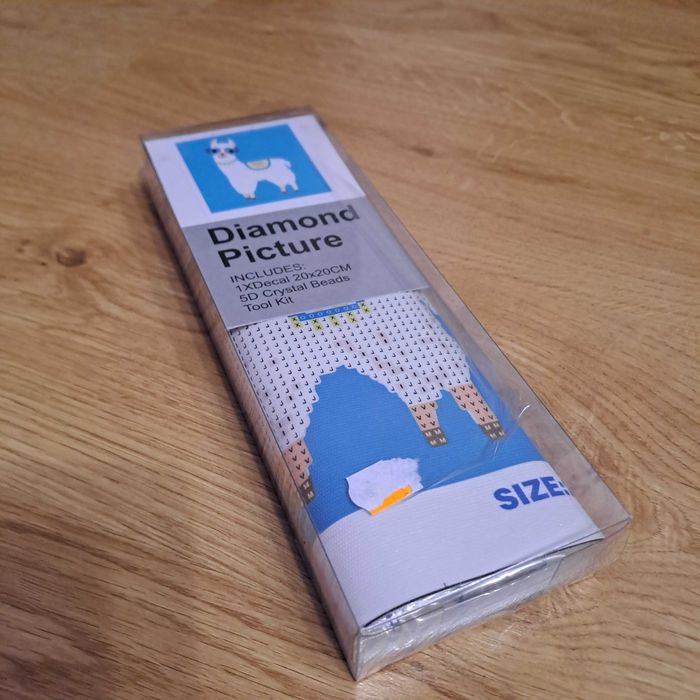 Diamond
Picture
INCLUDES:
1XDecal 20x20CM
5D Crystal Beads
Tool Kit
SIZE: